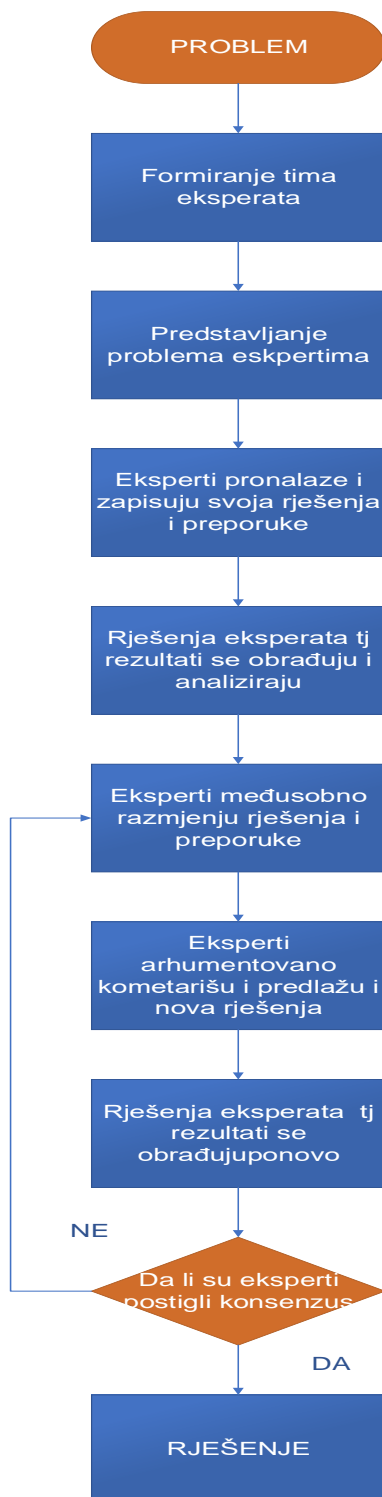 PROBLEM
Formiranje tima
eksperata
Predstavljanje
problema eskpertima
Eksperti pronalaze i
zapisuju svoja rješenja
i preporuke
Rješenja eksperata tj
rezultati se obrađuju i
analiziraju
Eksperti međusobno
razmjenju rješenja i
preporuke
Eksperti
arhumentovano
kometarišu i predlažu i
nova rješenja
Rješenja eksperata  tj
rezultati se
obrađujuponovo
NE
Da li su eksperti
postigli konsenzus
DA
RJEŠENJE